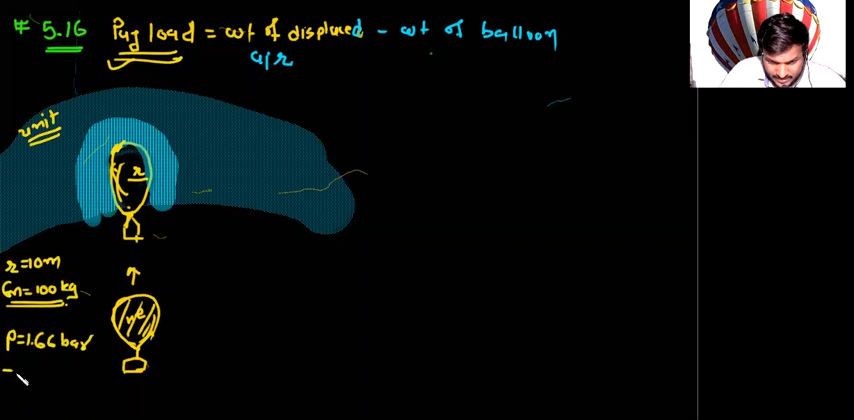 # 5.16 Pay load = wt of displaced - wt of balloon
air
unit
r
r=10m
m=100 kg
He
P=1.66 bar